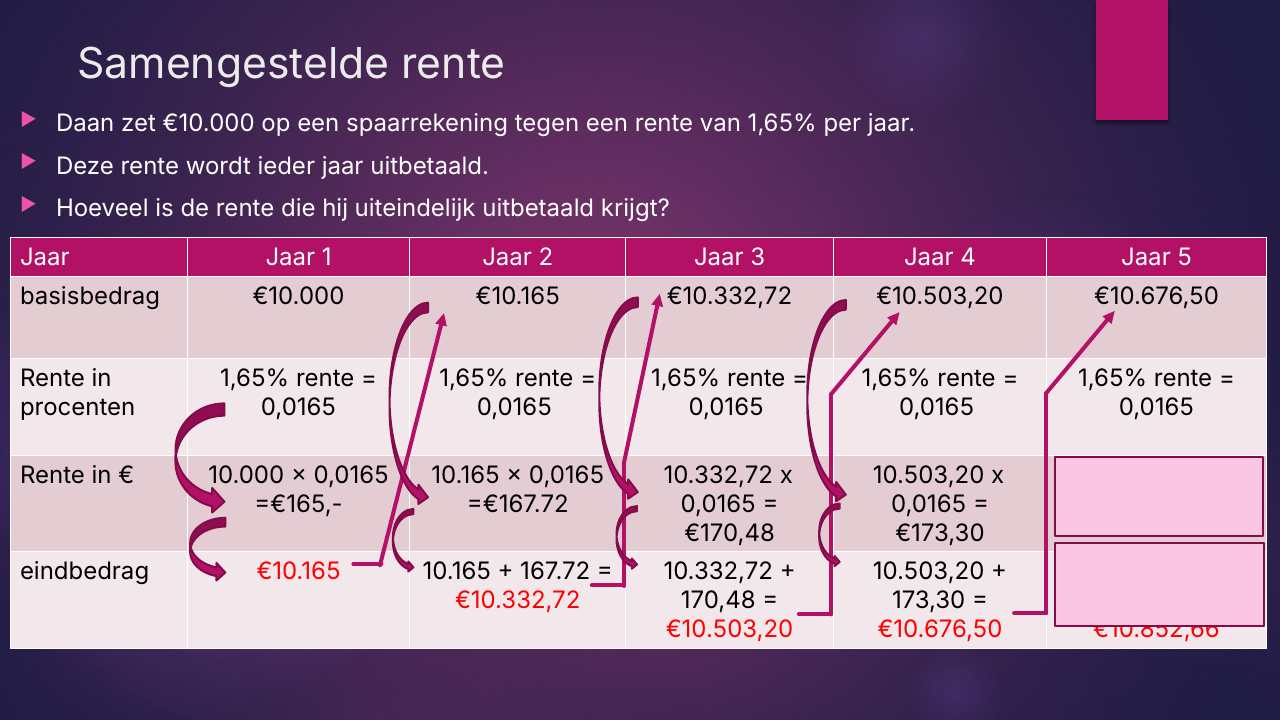 Samengestelde rente
Daan zet €10.000 op een spaarrekening tegen een rente van 1,65% per jaar.
Deze rente wordt ieder jaar uitbetaald.
Hoeveel is de rente die hij uiteindelijk uitbetaald krijgt?
Jaar Jaar 1 Jaar 2 Jaar 3 Jaar 4 Jaar 5
basisbedrag €10.000 €10.165 €10.332,72 €10.503,20 €10.676,50
Rente in 1,65% rente = 1,65% rente = 1,65% rente = 1,65% rente = 1,65% rente =
procenten 0,0165 0,0165 0,0165 0,0165 0,0165
Rente in € 10.000 × 0,0165 10.165 × 0,0165 10.332,72 x 10.503,20 x
=€165,- =€167.72 0,0165 = 0,0165 =
€170,48 €173,30
eindbedrag €10.165 10.165 + 167.72 = 10.332,72 + 10.503,20 +
€10.332,72 170,48 = 173,30 =
€10.503,20 €10.676,50 €10.852,66